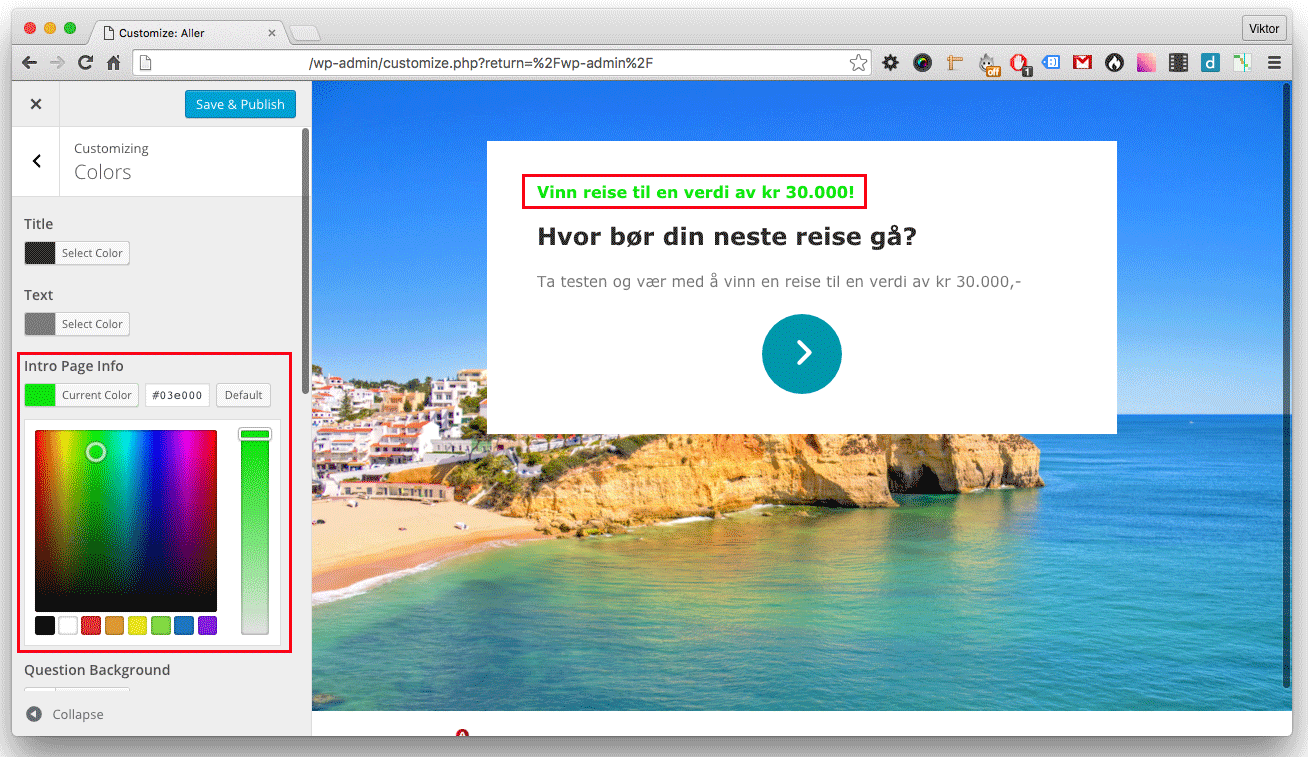 Customize: Aller
Viktor
/wp-admin/customize.php?return=%2Fwp-admin%2F
off
1
d
Save & Publish
Customizing
Colors
Title
Select Color
Text
Select Color
Intro Page Info
Current Color
#03e000
Default
Question Background
Collapse
Vinn reise til en verdi av kr 30.000!
Hvor bør din neste reise gå?
Ta testen og vær med å vinn en reise til en verdi av kr 30.000,-